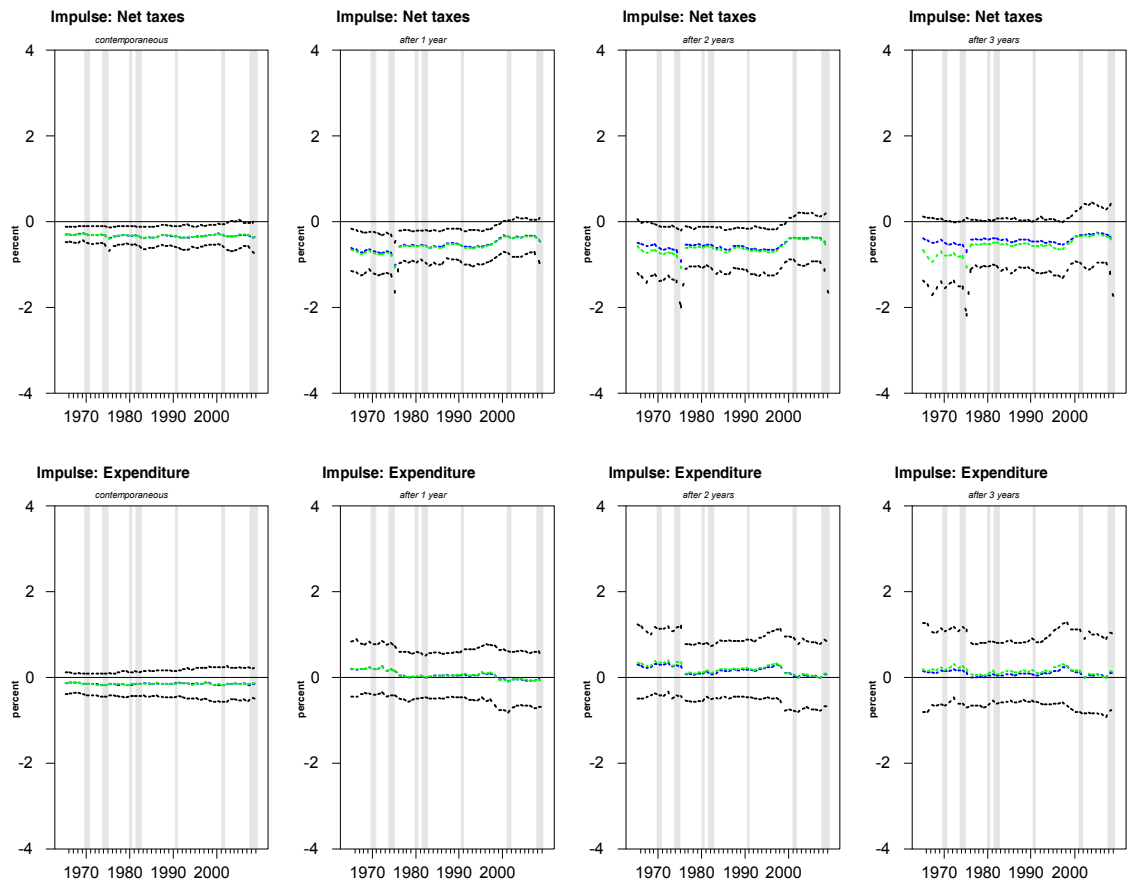 Impulse: Net taxes
contemporaneous
4
2
0
-2
-4
percent
1970 1980 1990 2000
Impulse: Net taxes
after 1 year
4
2
0
-2
-4
percent
1970 1980 1990 2000
Impulse: Net taxes
after 2 years
4
2
0
-2
-4
percent
1970 1980 1990 2000
Impulse: Net taxes
after 3 years
4
2
0
-2
-4
percent
1970 1980 1990 2000
Impulse: Expenditure
contemporaneous
4
2
0
-2
-4
percent
1970 1980 1990 2000
Impulse: Expenditure
after 1 year
4
2
0
-2
-4
percent
1970 1980 1990 2000
Impulse: Expenditure
after 2 years
4
2
0
-2
-4
percent
1970 1980 1990 2000
Impulse: Expenditure
after 3 years
4
2
0
-2
-4
percent
1970 1980 1990 2000